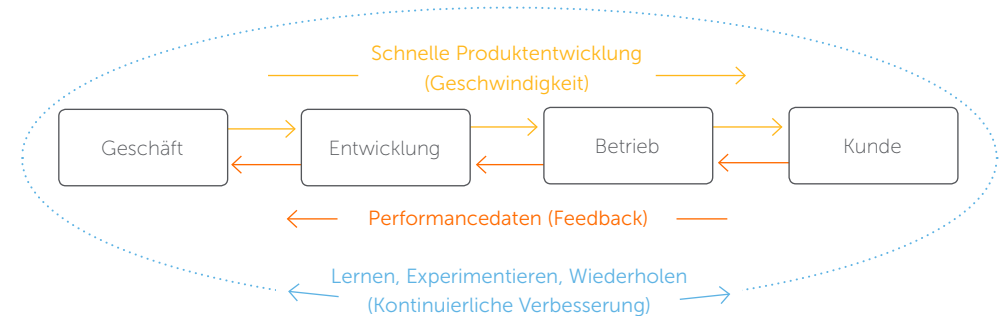 Schnelle Produktentwicklung
(Geschwindigkeit)
Geschäft
Entwicklung
Betrieb
Kunde
Performancedaten (Feedback)
Lernen, Experimentieren, Wiederholen
(Kontinuierliche Verbesserung)